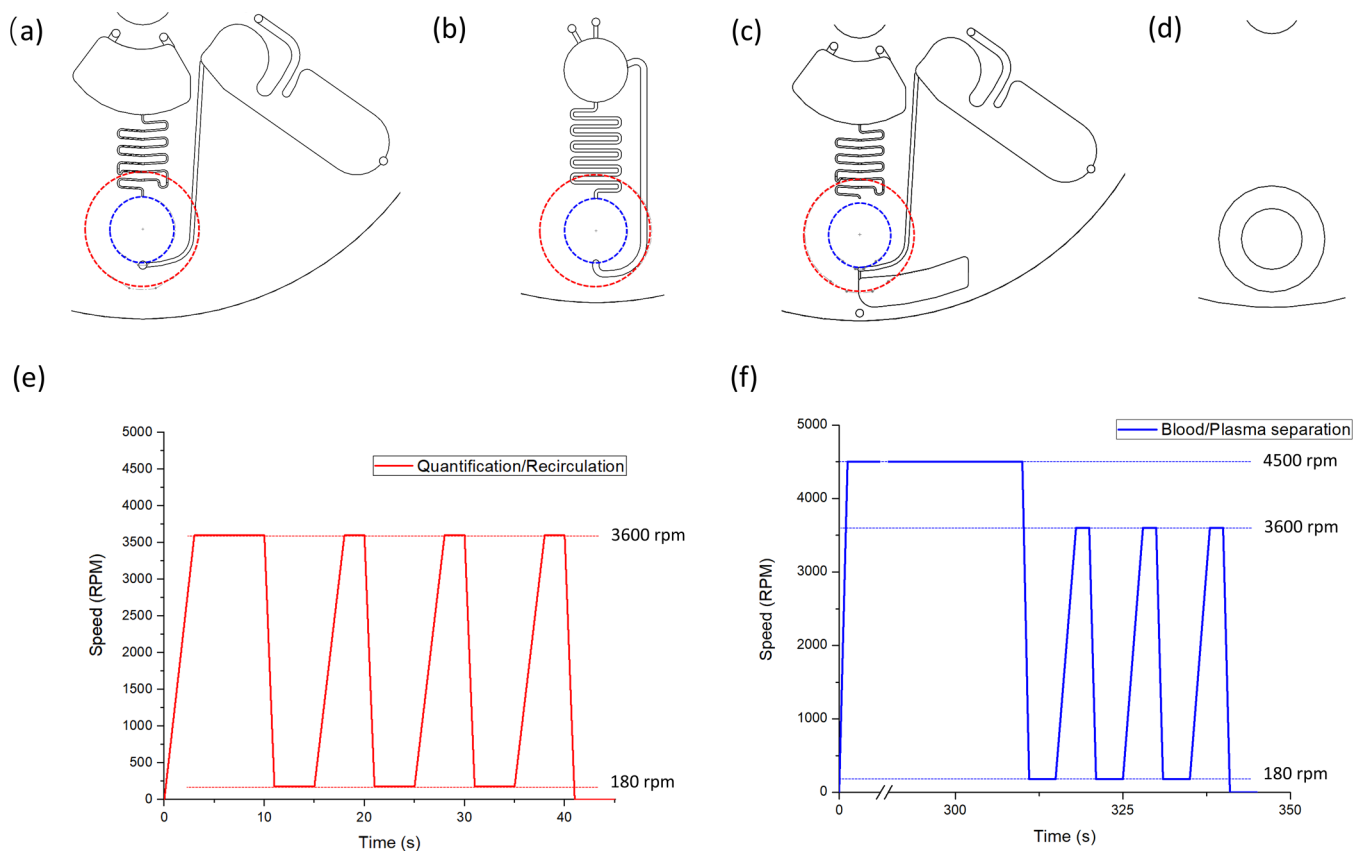 (a)
(b)
(c)
(d)
(e)
(f)
5000
4500
4000
3500
3000
2500
2000
1500
1000
500
0
Speed (RPM)
Quantification/Recirculation
3600 rpm
180 rpm
0
10
20
30
40
Time (s)
5000
4000
3000
2000
1000
0
Speed (RPM)
Blood/Plasma separation
4500 rpm
3600 rpm
180 rpm
0
300
325
350
Time (s)